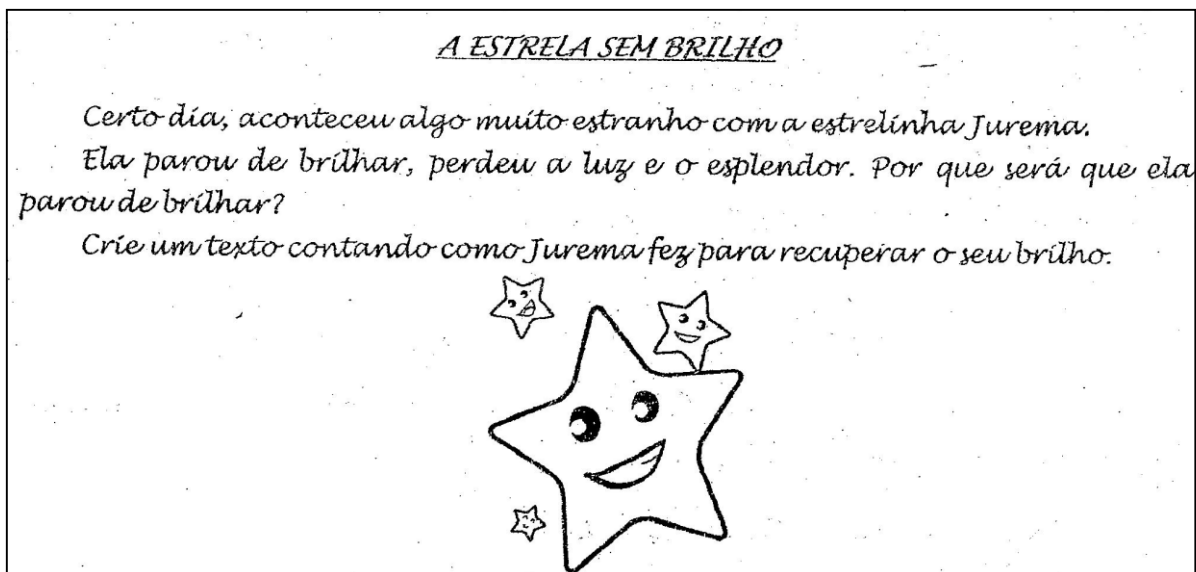 A ESTRELA SEM BRILHO
Certo dia, aconteceu algo muito estranho com a estrelinha Jurema.
Ela parou de brilhar, perdeu a luz e o esplendor. Por que será que ela
parou de brilhar?
Crie um texto contando como Jurema fez para recuperar o seu brilho.